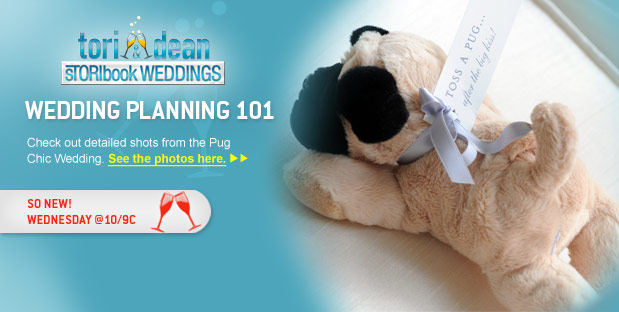 tori & dean
sTORIbook WEDDINGS
WEDDING PLANNING 101
Check out detailed shots from the Pug
Chic Wedding. See the photos here.
SO NEW!
WEDNESDAY @10/9C
TOSS A PUG...
after the big kiss!